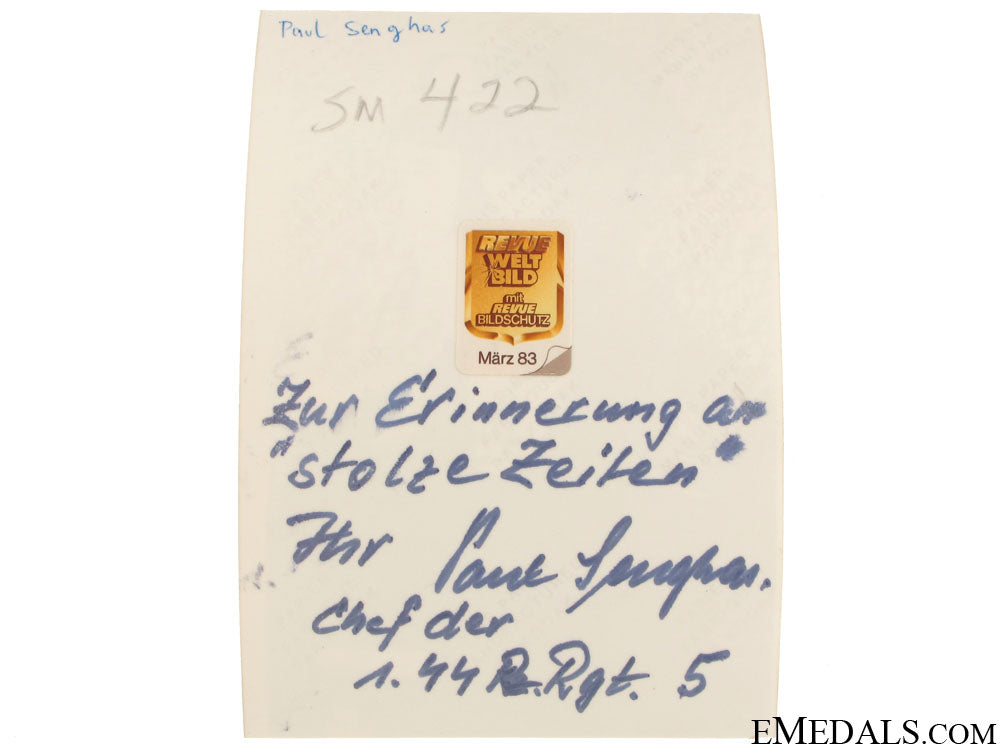 Paul Senghas
SM 422
REVUE
WELT
BILD
mit
REVUE
BILDSCHUTZ
März 83
Zur Erinnerung an
"stolze Zeiten"
Ihr Paul Senghas.
Chef der
1. 44 Pz. Rgt. 5
EMEDALS.COM